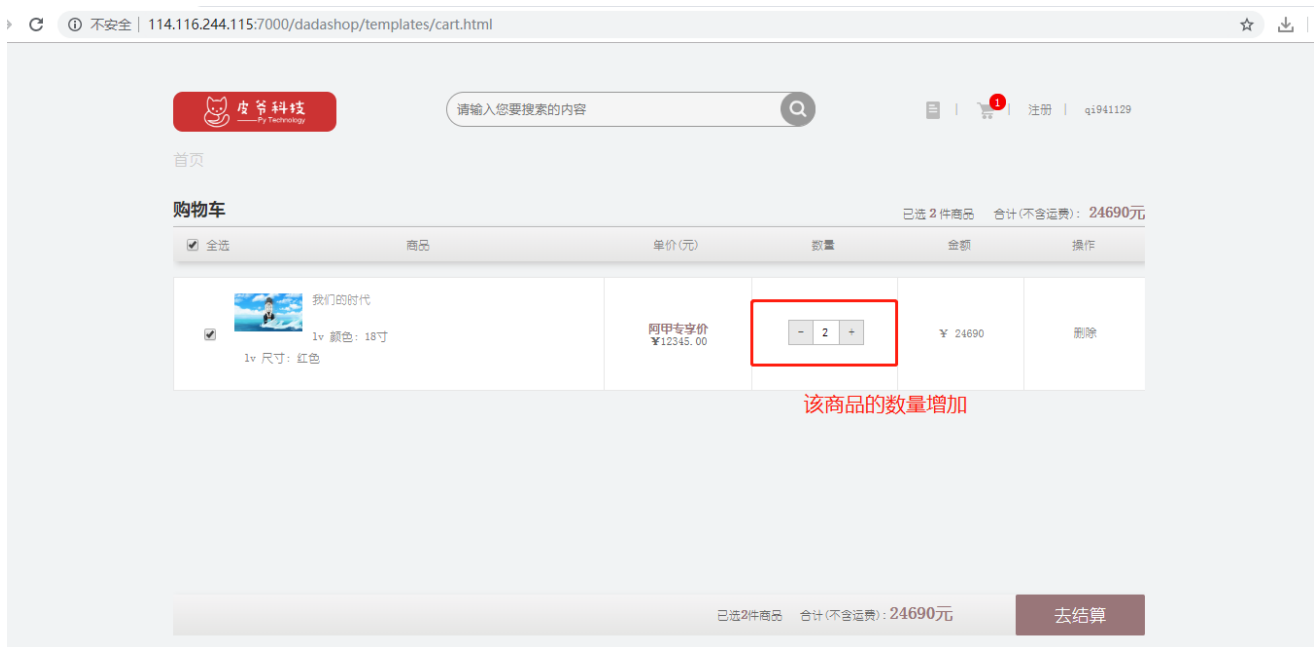 不安全 | 114.116.244.115:7000/dadashop/templates/cart.html
皮爷科技
Py Technology
请输入您要搜索的内容
1
注册
qi941129
首页
购物车
已选 2 件商品 合计(不含运费): 24690元
全选 商品 单价(元) 数量 金额 操作
我们的时代
lv 颜色: 18寸
lv 尺寸: 红色
阿甲专享价
¥12345.00
- 2 +
¥ 24690
删除
该商品的数量增加
已选2件商品 合计(不含运费): 24690元
去结算